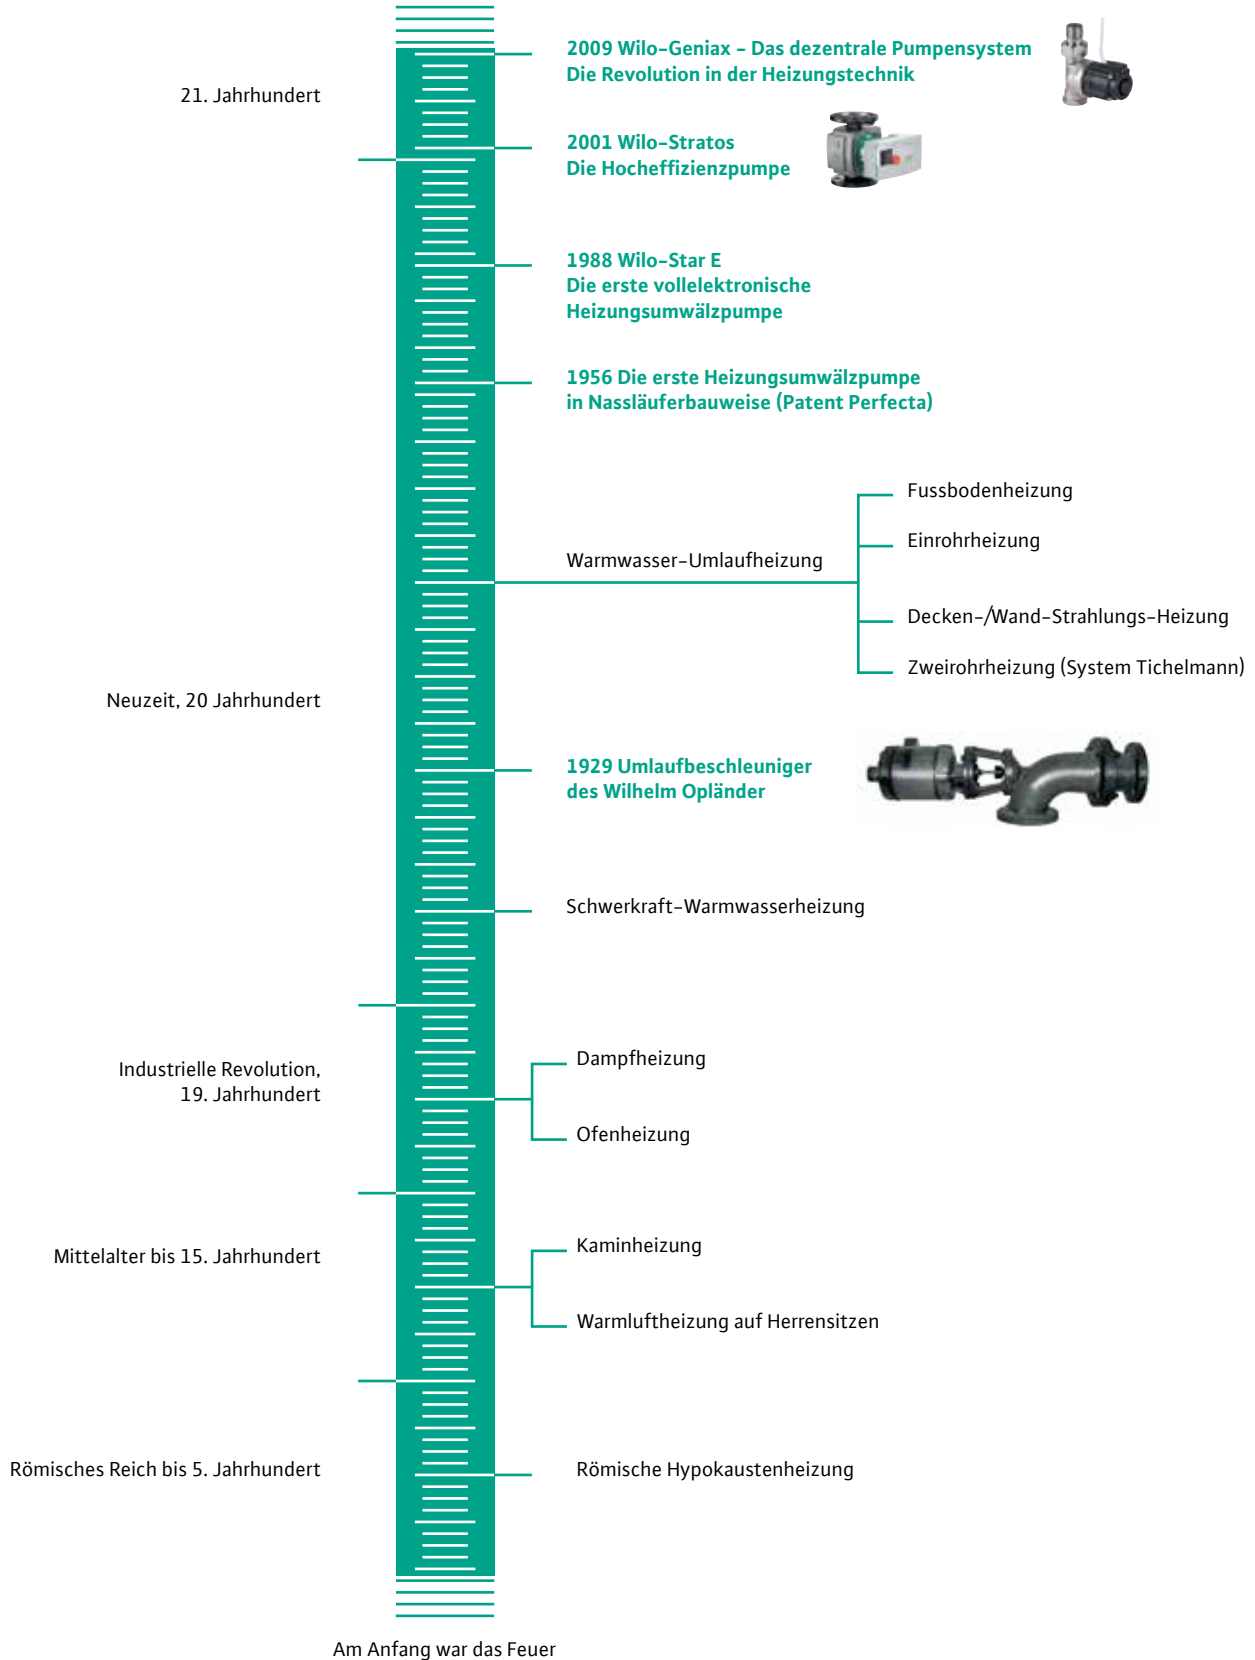 2009 Wilo-Geniax - Das dezentrale Pumpensystem
Die Revolution in der Heizungstechnik
21. Jahrhundert
2001 Wilo-Stratos
Die Hocheffizienzpumpe
1988 Wilo-Star E
Die erste vollelektronische
Heizungsumwälzpumpe
1956 Die erste Heizungsumwälzpumpe
in Nassläuferbauweise (Patent Perfecta)
Fussbodenheizung
Einrohrheizung
Warmwasser-Umlaufheizung
Decken-/Wand-Strahlungs-Heizung
Zweirohrheizung (System Tichelmann)
Neuzeit, 20 Jahrhundert
1929 Umlaufbeschleuniger
des Wilhelm Opländer
Schwerkraft-Warmwasserheizung
Dampfheizung
Industrielle Revolution,
19. Jahrhundert
Ofenheizung
Kaminheizung
Mittelalter bis 15. Jahrhundert
Warmluftheizung auf Herrensitzen
Römisches Reich bis 5. Jahrhundert
Römische Hypokaustenheizung
Am Anfang war das Feuer